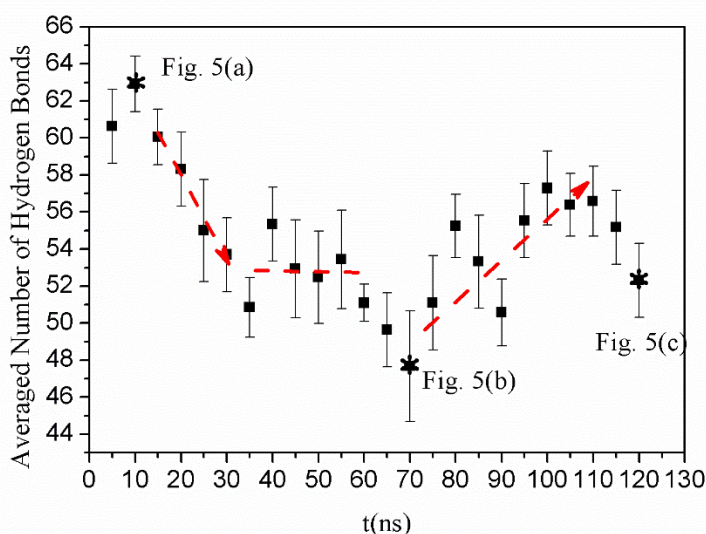 Averaged Number of Hydrogen Bonds
66
64
62
60
58
56
54
52
50
48
46
44
Fig. 5(a)
Fig. 5(b)
Fig. 5(c)
0 10 20 30 40 50 60 70 80 90 100 110 120 130
t(ns)